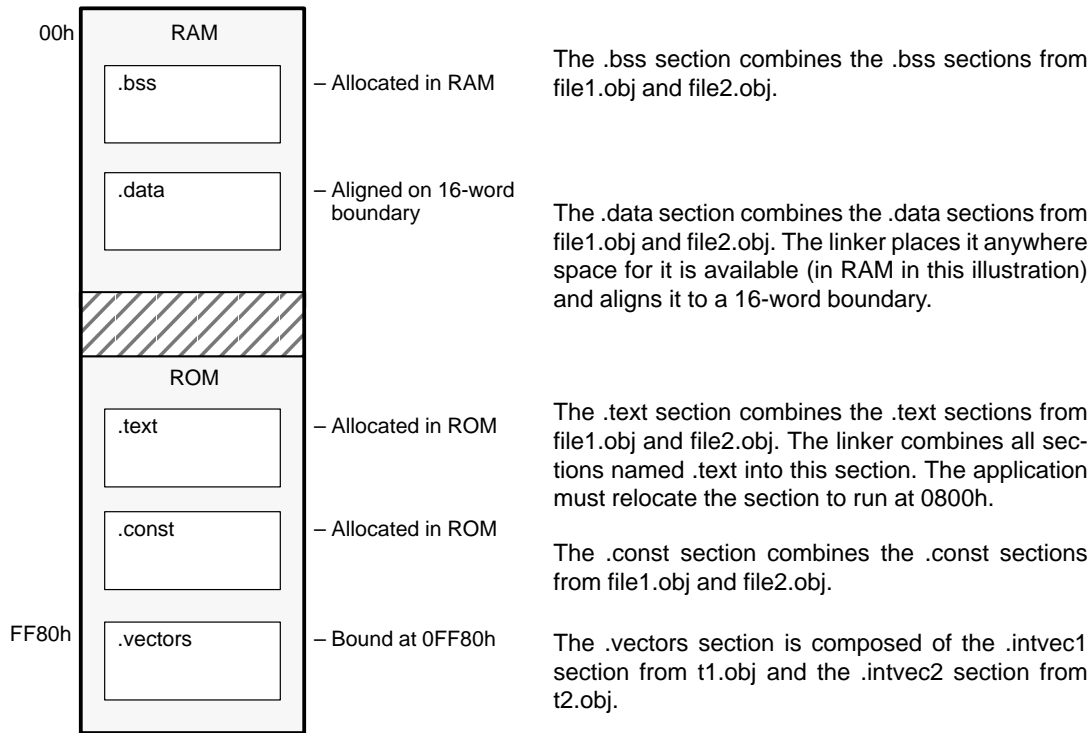 00h
RAM
.bss
– Allocated in RAM
The .bss section combines the .bss sections from
file1.obj and file2.obj.
.data
– Aligned on 16-word
boundary
The .data section combines the .data sections from
file1.obj and file2.obj. The linker places it anywhere
space for it is available (in RAM in this illustration)
and aligns it to a 16-word boundary.
ROM
.text
– Allocated in ROM
The .text section combines the .text sections from
file1.obj and file2.obj. The linker combines all sec-
tions named .text into this section. The application
must relocate the section to run at 0800h.
.const
– Allocated in ROM
The .const section combines the .const sections
from file1.obj and file2.obj.
FF80h
.vectors
– Bound at 0FF80h
The .vectors section is composed of the .intvec1
section from t1.obj and the .intvec2 section from
t2.obj.